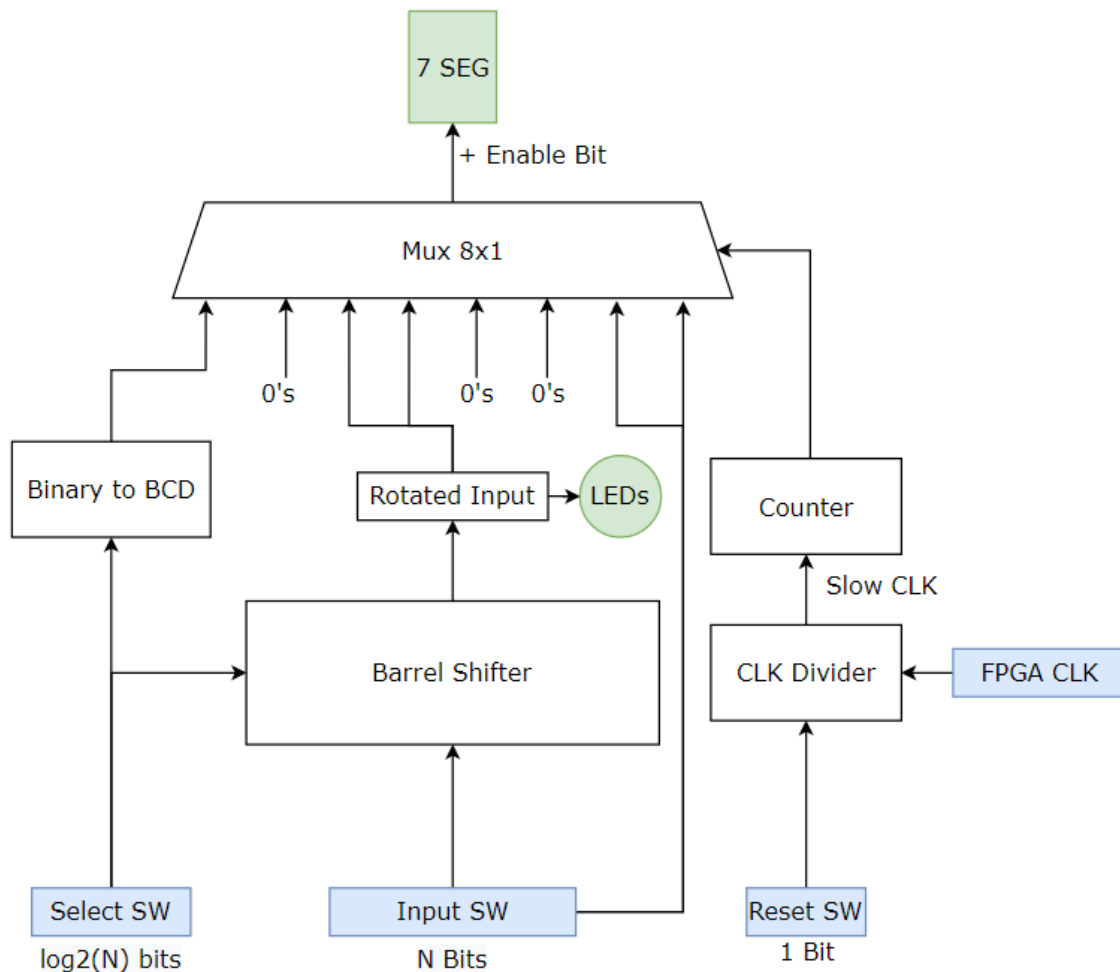 7 SEG
+ Enable Bit
Mux 8x1
0's
0's
0's
Binary to BCD
Rotated Input
LEDs
Counter
Slow CLK
Barrel Shifter
CLK Divider
FPGA CLK
Select SW
Input SW
Reset SW
log2(N) bits
N Bits
1 Bit